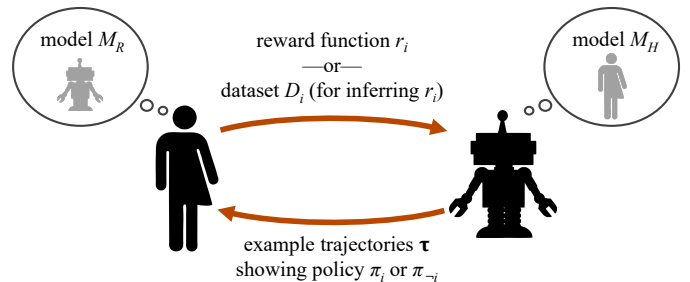 model M_R
reward function r_i
model M_H
—or—
dataset D_i (for inferring r_i)
example trajectories τ
showing policy π_i or π_¬i